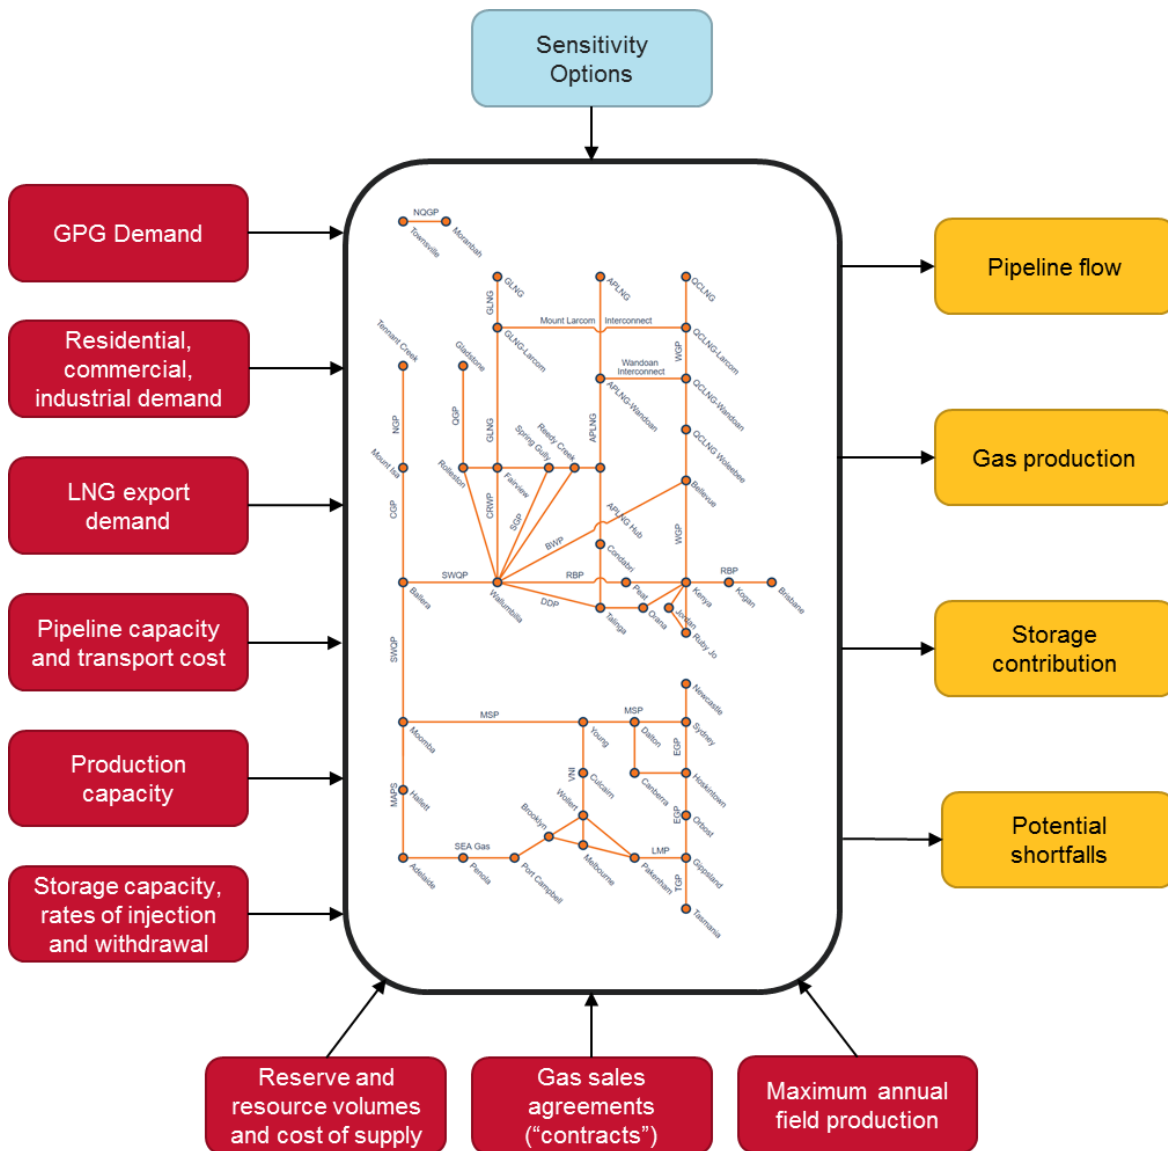 Sensitivity
Options
GPG Demand
Residential,
commercial,
industrial demand
LNG export
demand
Pipeline capacity
and transport cost
Production
capacity
Storage capacity,
rates of injection
and withdrawal
Reserve and
resource volumes
and cost of supply
Gas sales
agreements
(“contracts”)
Maximum annual
field production
Pipeline flow
Gas production
Storage
contribution
Potential
shortfalls
NQGP
Townsville
Moranbah
GLNG
APLNG
QCLNG
GLNG
Mount Larcom Interconnect
GLNG-Larcom
QCLNG-Larcom
Tennant Creek
Gladstone
WGP
Wandoan
Interconnect
APLNG-Wandoan
QCLNG-Wandoan
NGP
QGP
GLNG
APLNG
Spring Gully
Reedy Creek
QCLNG Woleebee
Mount Isa
Rolleston
Fairview
Bellevue
CGP
CRWP
SGP
APLNG Hub
BWP
WGP
Condabri
SWQP
RBP
RBP
Ballera
Wallumbilla
DDP
Peat
Kenya
Kogan
Brisbane
Talinga
Orana
Jordan
Ruby Jo
SWQP
Newcastle
MSP
MSP
Moomba
Young
Dalton
Sydney
EGP
VNI
Culcairn
Canberra
Hoskintown
MAPS
Hallett
Wollert
Brooklyn
EGP
Orbost
SEA Gas
LMP
Adelaide
Penola
Port Campbell
Melbourne
Pakenham
Gippsland
TGP
Tasmania